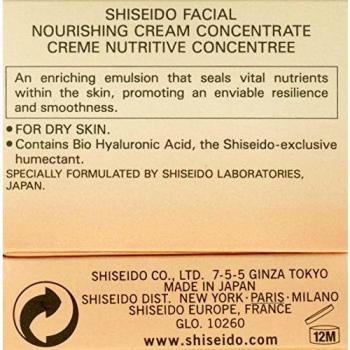 SHISEIDO FACIAL
NOURISHING CREAM CONCENTRATE
CREME NUTRITIVE CONCENTREE
An enriching emulsion that seals vital nutrients
within the skin, promoting an enviable resilience
and smoothness.
• FOR DRY SKIN.
• Contains Bio Hyaluronic Acid, the Shiseido-exclusive
humectant.
SPECIALLY FORMULATED BY SHISEIDO LABORATORIES,
JAPAN.
SHISEIDO CO., LTD. 7-5-5 GINZA TOKYO
MADE IN JAPAN
SHISEIDO DIST. NEW YORK·PARIS·MILANO
SHISEIDO EUROPE, FRANCE
GLO. 10260
www.shiseido.com
12M